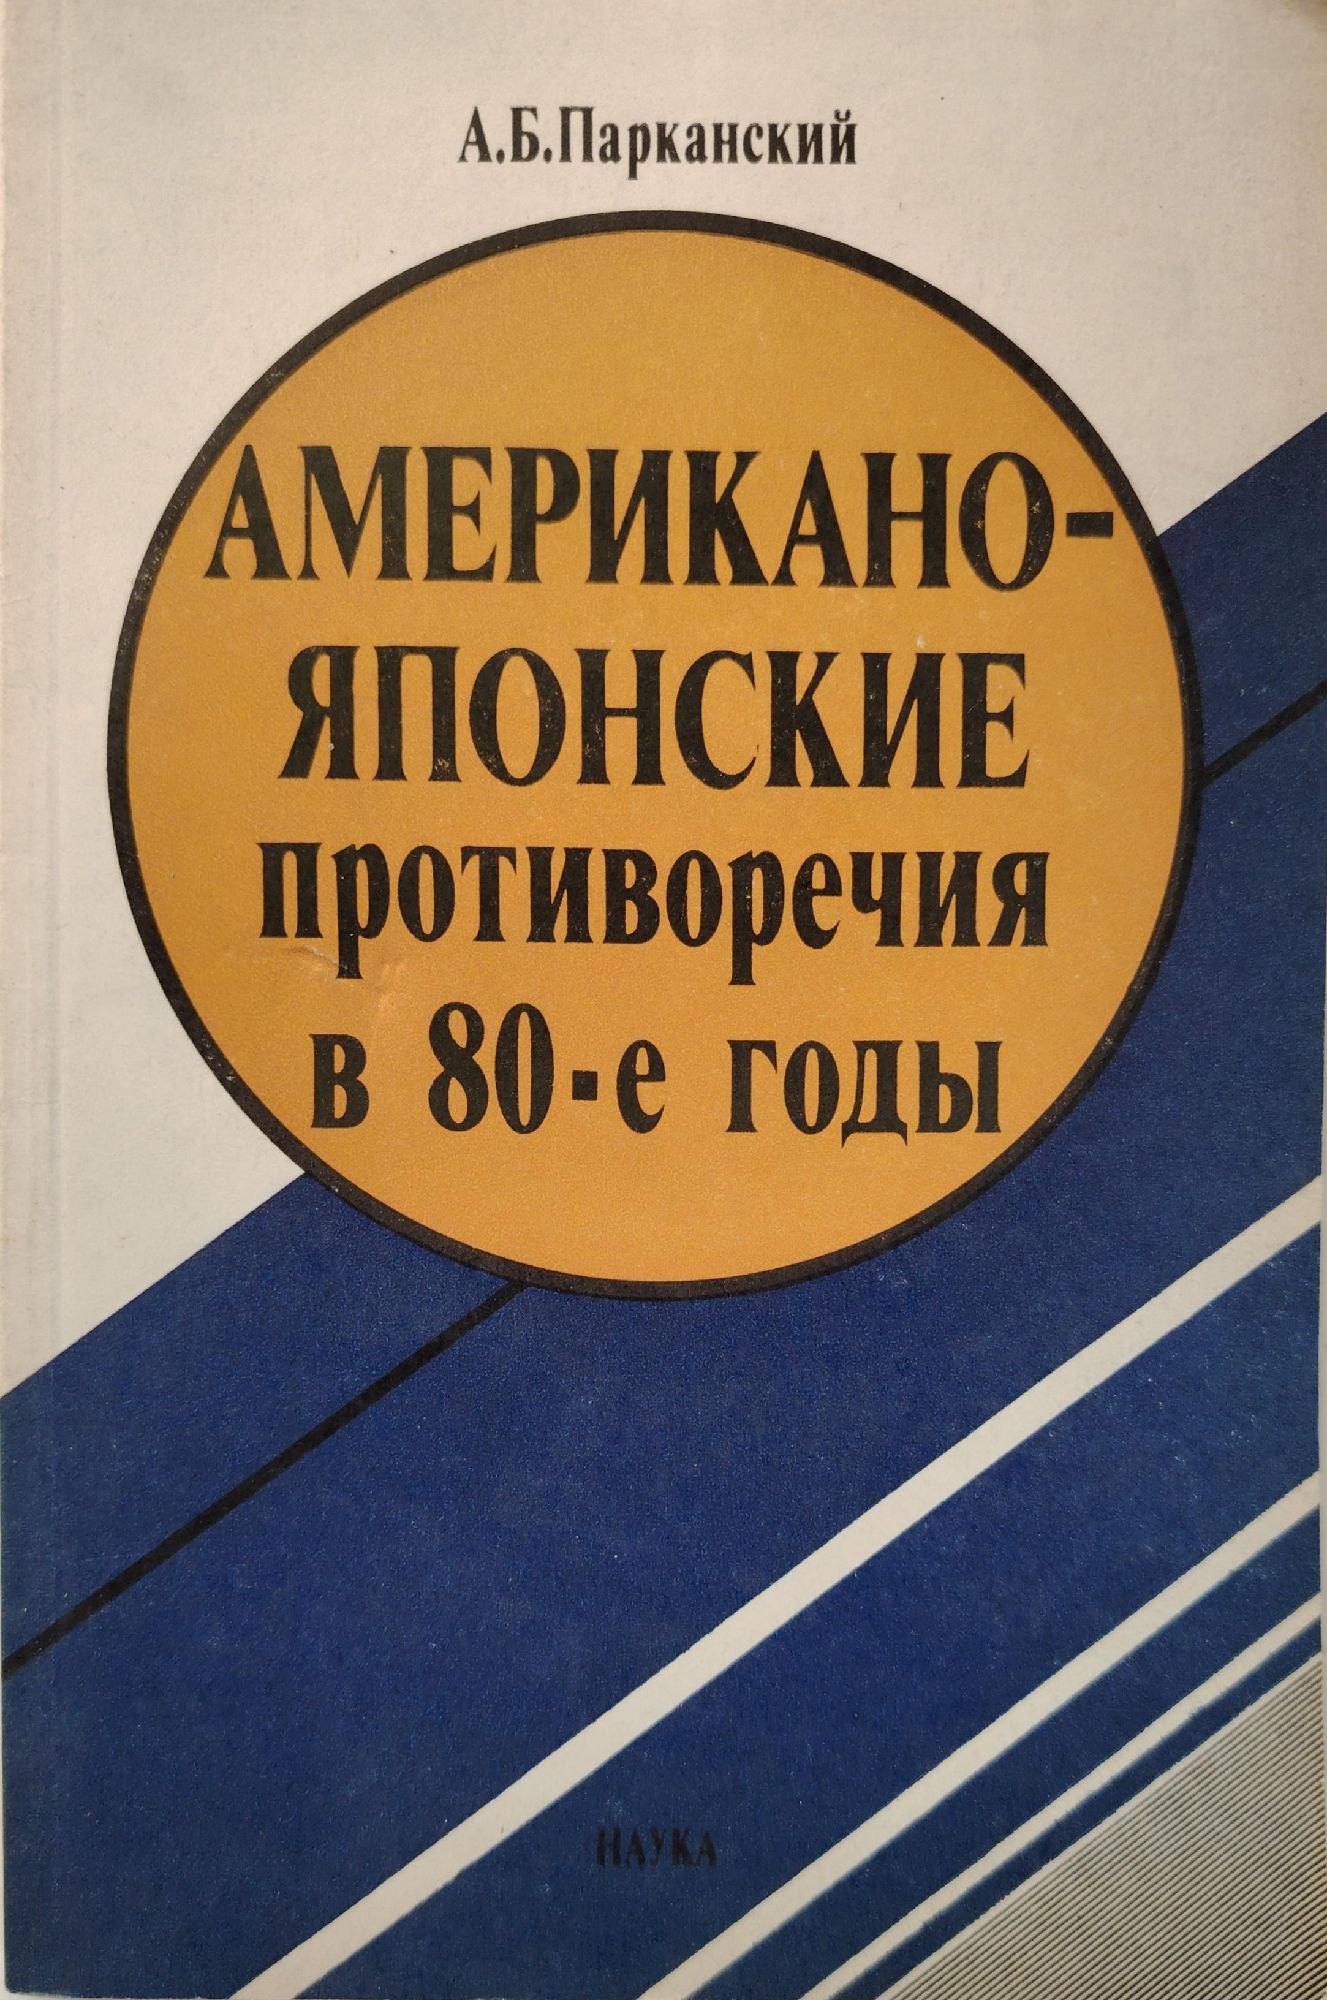 А.Б.Парканский
АМЕРИКАНО-
ЯПОНСКИЕ
противоречия
в 80-е годы
НАУКА